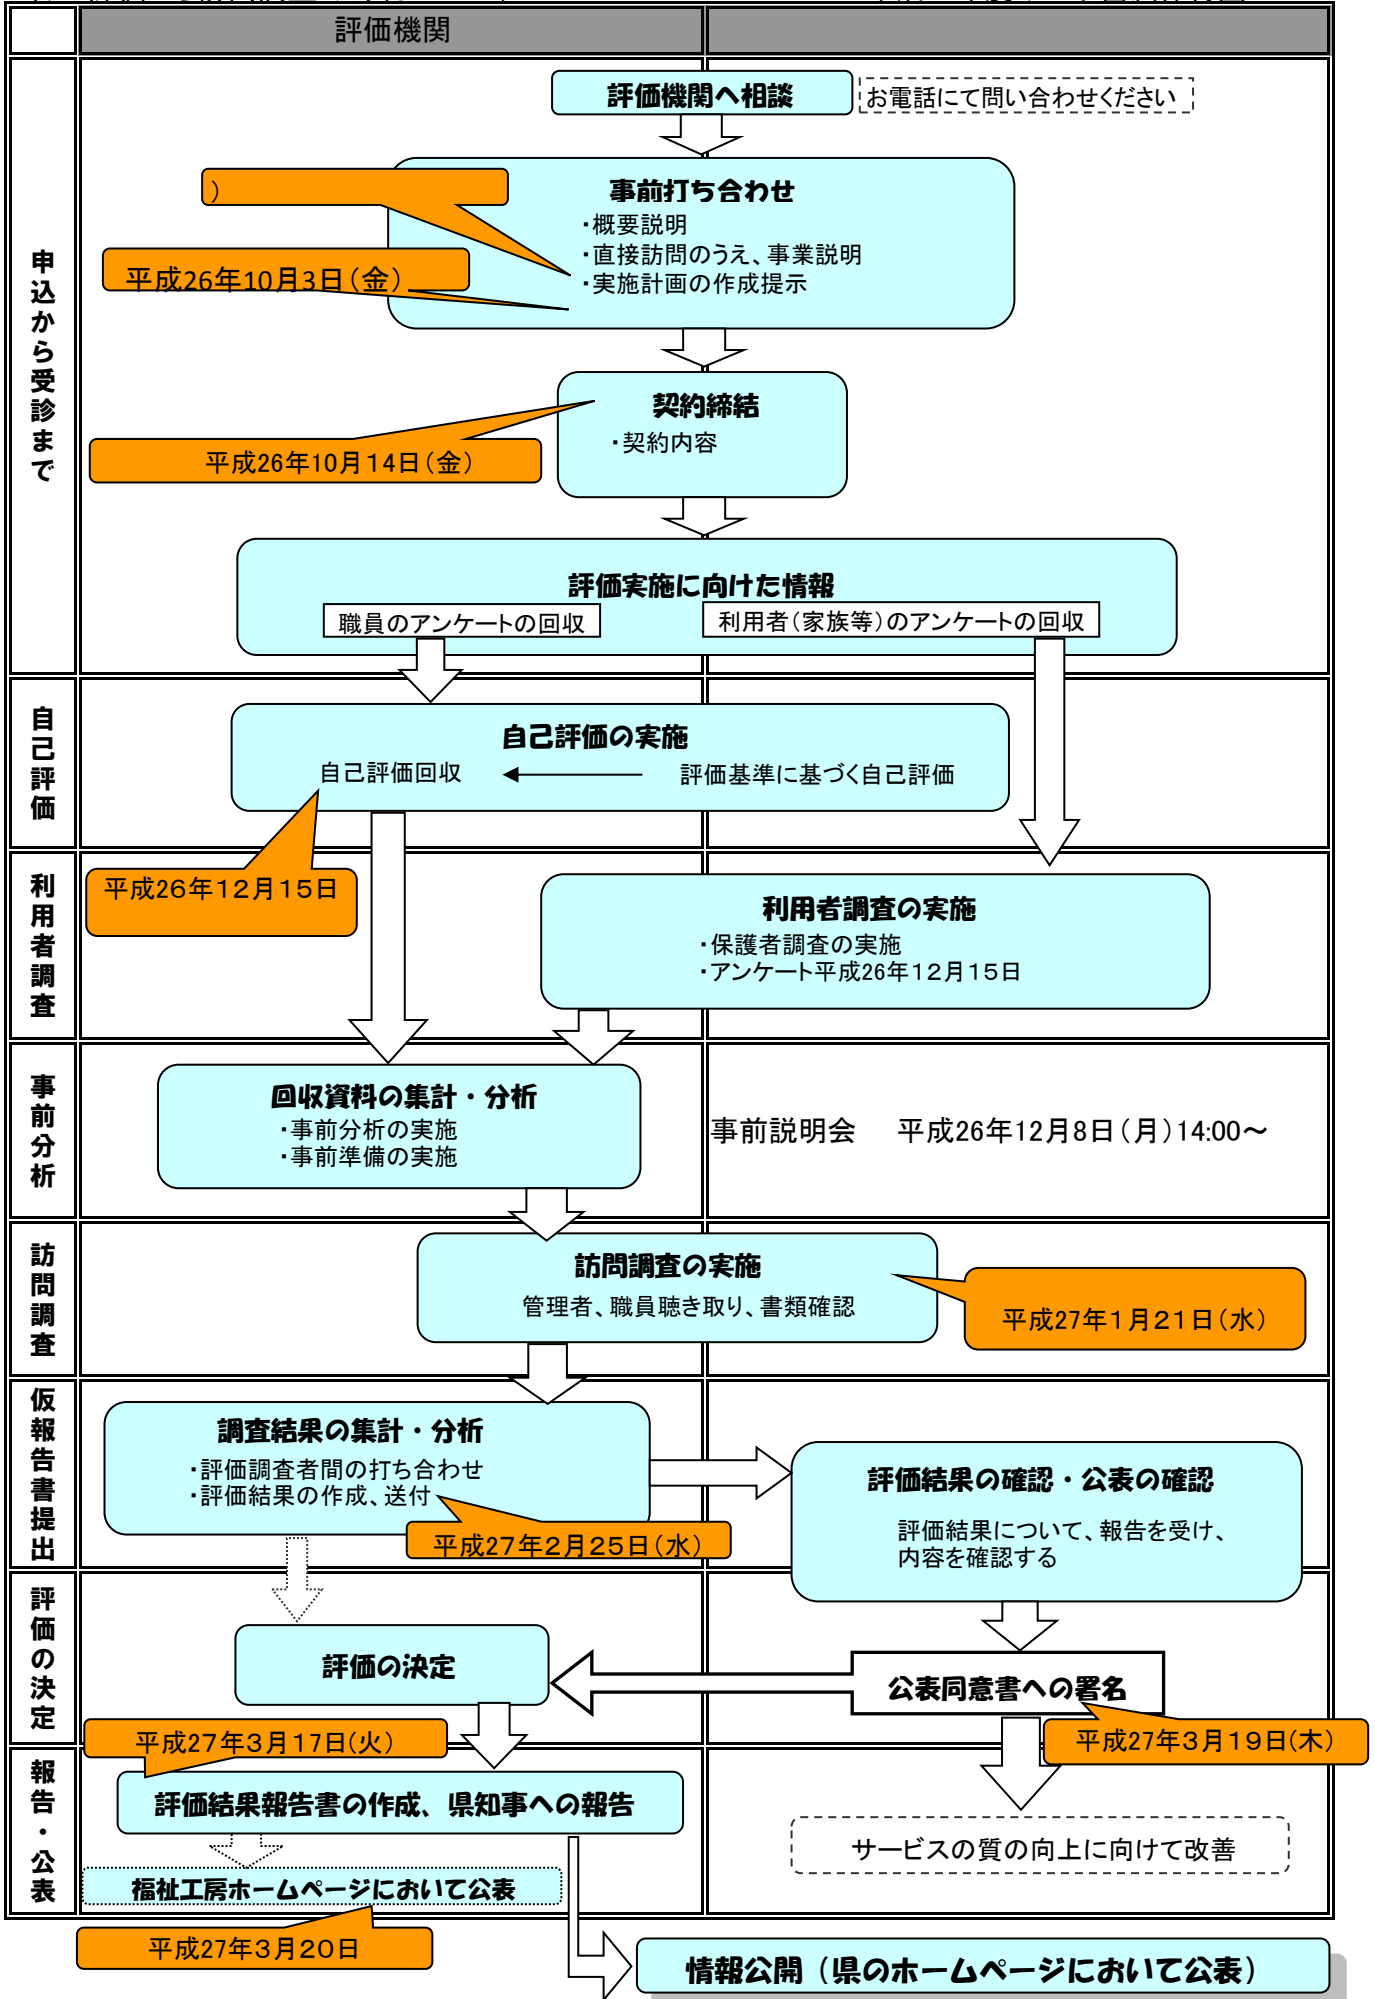 評価機関
申込から受診まで
評価機関へ相談
お電話にて問い合わせください
)
事前打ち合わせ
・概要説明
・直接訪問のうえ、事業説明
・実施計画の作成提示
平成26年10月3日(金)
契約締結
・契約内容
平成26年10月14日(金)
評価実施に向けた情報
職員のアンケートの回収
利用者(家族等)のアンケートの回収
自己評価
自己評価の実施
自己評価回収
評価基準に基づく自己評価
利用者調査
平成26年12月15日
利用者調査の実施
・保護者調査の実施
・アンケート平成26年12月15日
事前分析
回収資料の集計・分析
・事前分析の実施
・事前準備の実施
事前説明会 平成26年12月8日(月)14:00～
訪問調査
訪問調査の実施
管理者、職員聴き取り、書類確認
平成27年1月21日(水)
仮報告書提出
調査結果の集計・分析
・評価調査者間の打ち合わせ
・評価結果の作成、送付
平成27年2月25日(水)
評価結果の確認・公表の確認
評価結果について、報告を受け、
内容を確認する
評価の決定
評価の決定
公表同意書への署名
平成27年3月17日(火)
平成27年3月19日(木)
報告・公表
評価結果報告書の作成、県知事への報告
サービスの質の向上に向けて改善
福祉工房ホームページにおいて公表
平成27年3月20日
情報公開(県のホームページにおいて公表)